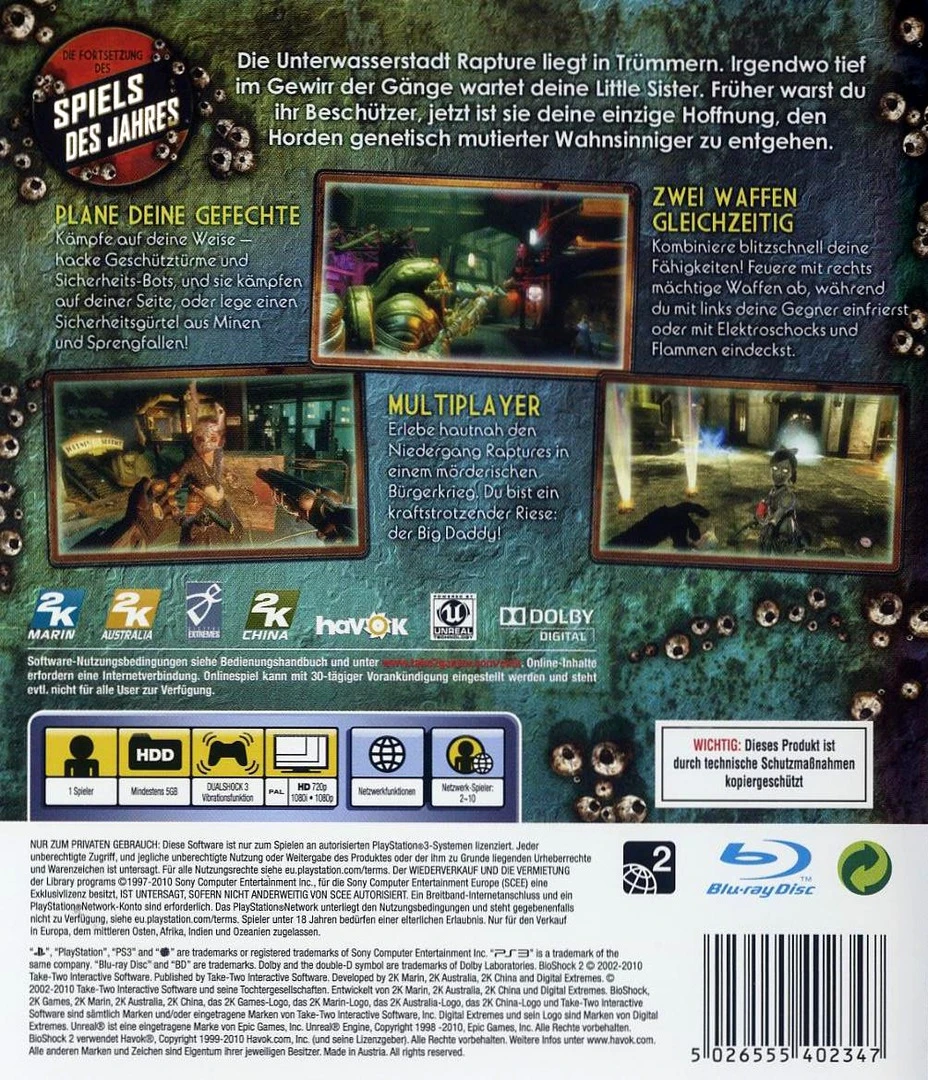 DIE FORTSETZUNG
DES
SPIELS
DES JAHRES
Die Unterwasserstadt Rapture liegt in Trümmern. Irgendwo tief
im Gewirr der Gänge wartet deine Little Sister. Früher warst du
ihr Beschützer, jetzt ist sie deine einzige Hoffnung, den
Horden genetisch mutierter Wahnsinniger zu entgehen.
PLANE DEINE GEFECHTE
Kämpfe auf deine Weise –
hacke Geschütztürme und
Sicherheits-Bots, und sie kämpfen
auf deiner Seite, oder lege einen
Sicherheitsgürtel aus Minen
und Sprengfallen!
ZWEI WAFFEN
GLEICHZEITIG
Kombiniere blitzschnell deine
Fähigkeiten! Feuere mit rechts
mächtige Waffen ab, während
du mit links deine Gegner einfrierst
oder mit Elektroschocks und
Flammen eindeckst.
MULTIPLAYER
Erlebe hautnah den
Niedergang Raptures in
einem mörderischen
Bürgerkrieg. Du bist ein
kraftstrotzender Riese:
der Big Daddy!
2K MARIN
2K AUSTRALIA
DIGITAL EXTREMES
2K CHINA
havok
POWERED BY UNREAL TECHNOLOGY
DOLBY DIGITAL
Software-Nutzungsbedingungen siehe Bedienungshandbuch und unter Online-Inhalte
erfordern eine Internetverbindung. Onlinespiel kann mit 30-tägiger Vorankündigung eingestellt werden und steht
evtl. nicht für alle User zur Verfügung.
1 Spieler
HDD
Mindestens 5GB
DUALSHOCK 3
Vibrationsfunktion
PAL
HD 720p
1080i • 1080p
Netzwerkfunktionen
Netzwerk-Spieler:
2-10
WICHTIG: Dieses Produkt ist
durch technische Schutzmaßnahmen
kopiergeschützt
NUR ZUM PRIVATEN GEBRAUCH: Diese Software ist nur zum Spielen an autorisierten PlayStation®3-Systemen lizenziert. Jeder
unberechtigte Zugriff, und jegliche unberechtigte Nutzung oder Weitergabe des Produktes oder der ihm zu Grunde liegenden Urheberrechte
und Warenzeichen ist untersagt. Für alle Nutzungsrechte siehe eu.playstation.com/terms. Der WIEDERVERKAUF UND DIE VERMIETUNG
der Library programs ©1997-2010 Sony Computer Entertainment Inc., für die Sony Computer Entertainment Europe (SCEE) eine
Exklusivlizenz besitzt, IST UNTERSAGT, SOFERN NICHT ANDERWEITIG VON SCEE AUTORISIERT. Ein Breitband-Internetanschluss und ein
PlayStation®Network-Konto sind erforderlich. Das PlayStation®Network unterliegt den Nutzungsbedingungen und steht gegebenenfalls
nicht zu Verfügung, siehe eu.playstation.com/terms. Spieler unter 18 Jahren bedürfen einer elterlichen Erlaubnis. Nur für den Verkauf
in Europa, dem mittleren Osten, Afrika, Indien und Ozeanien zugelassen.
2
Blu-ray Disc™
"", "PlayStation", "PS3" and "" are trademarks or registered trademarks of Sony Computer Entertainment Inc. "PS3" is a trademark of the
same company. "Blu-ray Disc" and "BD" are trademarks. Dolby and the double-D symbol are trademarks of Dolby Laboratories. BioShock 2 © 2002-2010
Take-Two Interactive Software. Published by Take-Two Interactive Software. Developed by 2K Marin, 2K Australia, 2K China and Digital Extremes. ©
2002-2010 Take-Two Interactive Software und seine Tochtergesellschaften. Entwickelt von 2K Marin, 2K Australia, 2K China und Digital Extremes. BioShock,
2K Games, 2K Marin, 2K Australia, 2K China, das 2K Games-Logo, das 2K Marin-Logo, das 2K Australia-Logo, das 2K China-Logo und Take-Two Interactive
Software sind sämtlich Marken und/oder eingetragene Marken von Take-Two Interactive Software, Inc. Digital Extremes und sein Logo sind Marken von Digital
Extremes. Unreal® ist eine eingetragene Marke von Epic Games, Inc. Unreal® Engine, Copyright 1998 -2010, Epic Games, Inc. Alle Rechte vorbehalten.
BioShock 2 verwendet Havok®, Copyright 1999-2010 Havok.com, Inc. (und seine Lizenzgeber). Alle Rechte vorbehalten. Weitere Infos unter www.havok.com.
Alle anderen Marken und Zeichen sind Eigentum ihrer jeweiligen Besitzer. Made in Austria. All rights reserved.
5 026555 402347